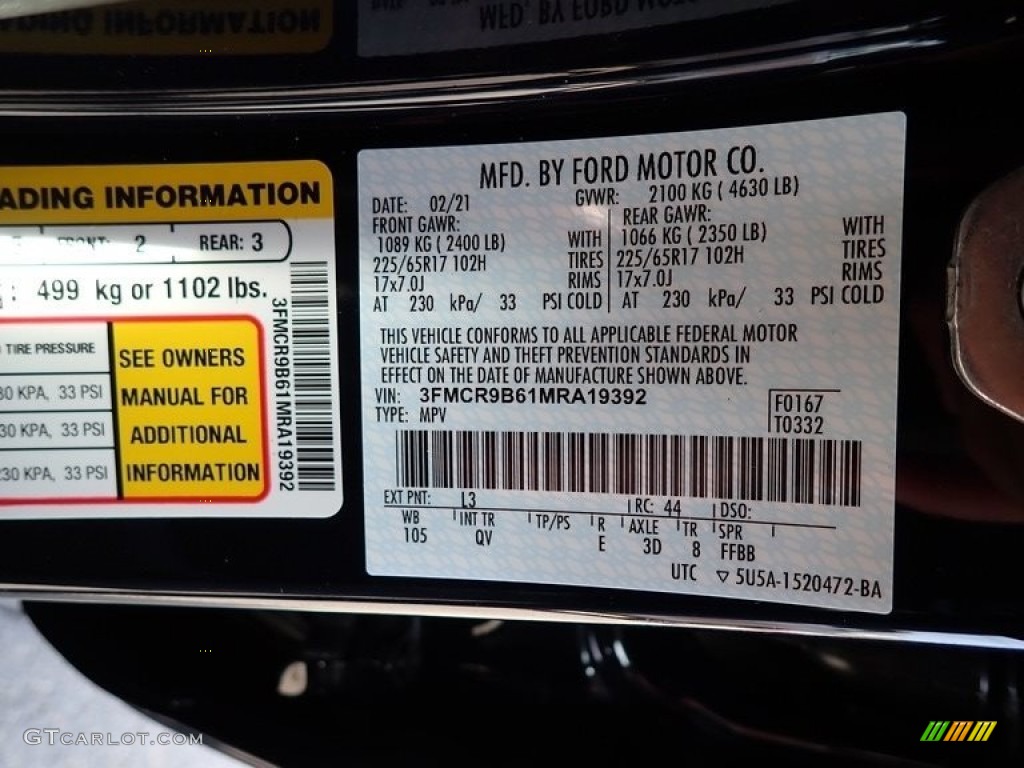 ADING INFORMATION
FRONT: 2 REAR: 3
: 499 kg or 1102 lbs.
TIRE PRESSURE
30 KPA, 33 PSI
30 KPA, 33 PSI
230 KPA, 33 PSI
SEE OWNERS
MANUAL FOR
ADDITIONAL
INFORMATION
3FMCR9B61MRA19392
MFD. BY FORD MOTOR CO.
DATE: 02/21 GVWR: 2100 KG ( 4630 LB)
FRONT GAWR:
1089 KG ( 2400 LB) WITH
225/65R17 102H TIRES
17x7.0J RIMS
AT 230 kPa/ 33 PSI COLD
REAR GAWR:
1066 KG ( 2350 LB) WITH
225/65R17 102H TIRES
17x7.0J RIMS
AT 230 kPa/ 33 PSI COLD
THIS VEHICLE CONFORMS TO ALL APPLICABLE FEDERAL MOTOR
VEHICLE SAFETY AND THEFT PREVENTION STANDARDS IN
EFFECT ON THE DATE OF MANUFACTURE SHOWN ABOVE.
VIN: 3FMCR9B61MRA19392
TYPE: MPV
F0167
T0332
EXT PNT: L3 RC: 44 DSO:
WB INT TR TP/PS R AXLE TR SPR
105 QV E 3D 8 FFBB
UTC ▽ 5U5A-1520472-BA
GTCARLOT.COM